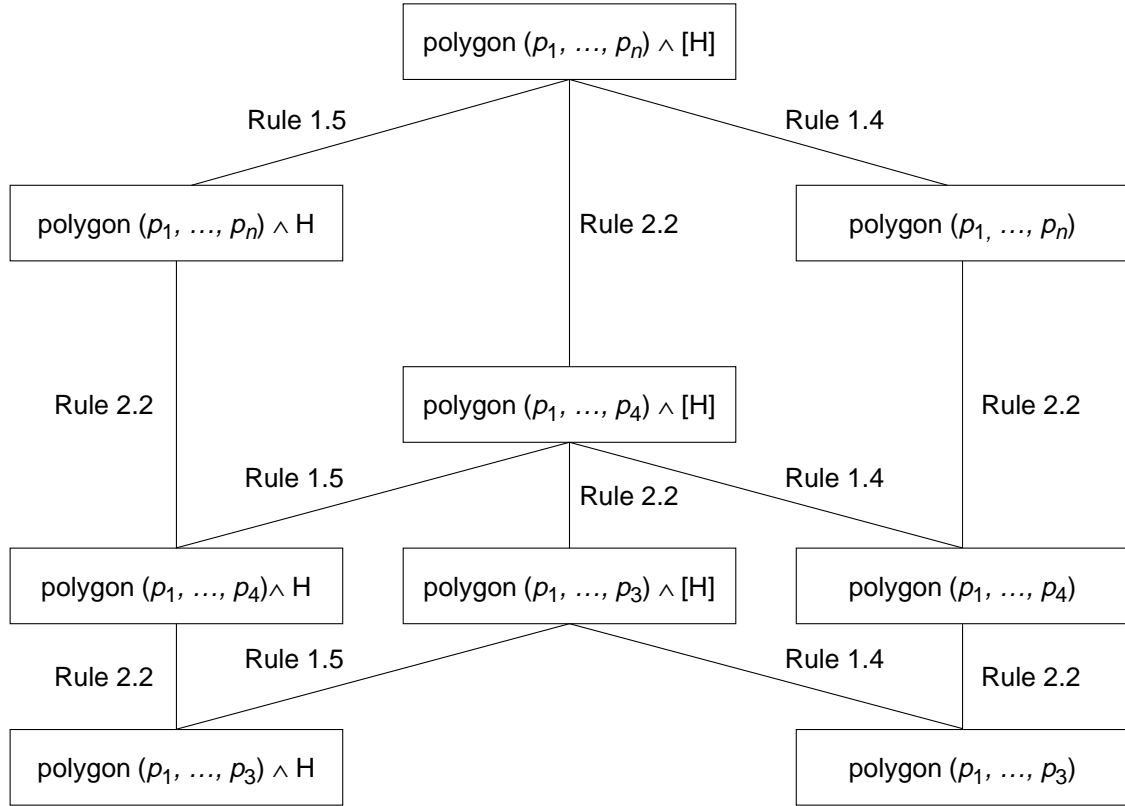 polygon (p1, …, pn) ∧ [H]
Rule 1.5
Rule 1.4
polygon (p1, …, pn) ∧ H
Rule 2.2
polygon (p1, …, pn)
Rule 2.2
polygon (p1, …, p4) ∧ [H]
Rule 2.2
Rule 1.5
Rule 2.2
Rule 1.4
polygon (p1, …, p4)∧ H
polygon (p1, …, p3) ∧ [H]
polygon (p1, …, p4)
Rule 2.2
Rule 1.5
Rule 1.4
Rule 2.2
polygon (p1, …, p3) ∧ H
polygon (p1, …, p3)